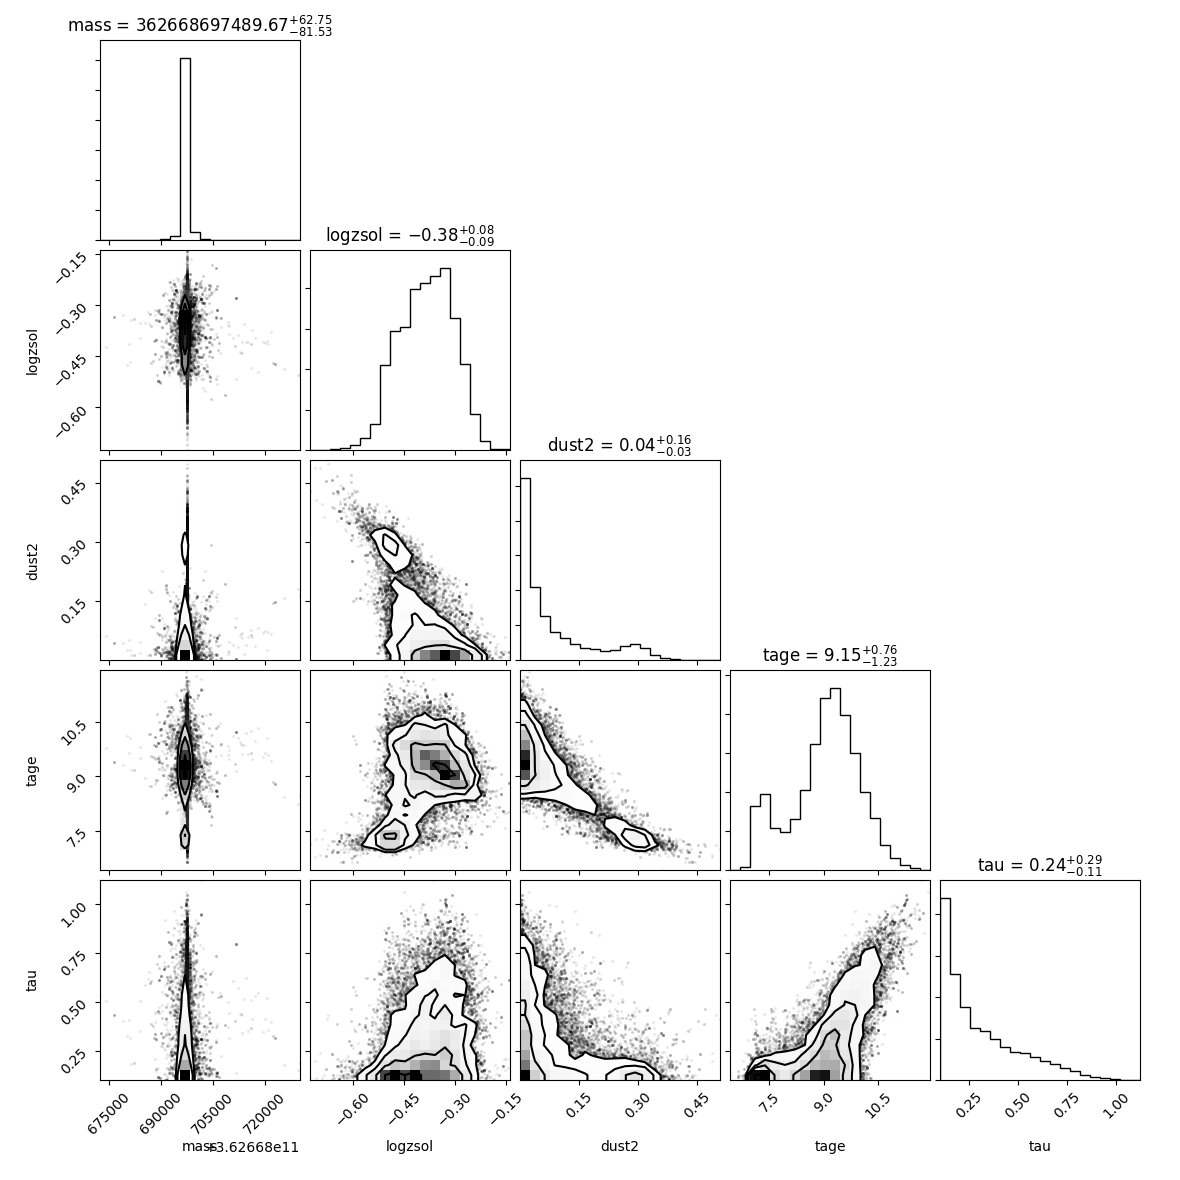 mass = 362668697489.67+62.75−81.53
logzsol = −0.38+0.08−0.09
−0.15
−0.30
−0.45
−0.60
logzsol
dust2 = 0.04+0.16−0.03
0.45
0.30
0.15
dust2
tage = 9.15+0.76−1.23
10.5
9.0
7.5
tage
tau = 0.24+0.29−0.11
1.00
0.75
0.50
0.25
tau
675000 690000 705000 720000 −0.60 −0.45 −0.30 −0.15 0.15 0.30 0.45 7.5 9.0 10.5 0.25 0.50 0.75 1.00
mass +3.62668e11 logzsol dust2 tage tau